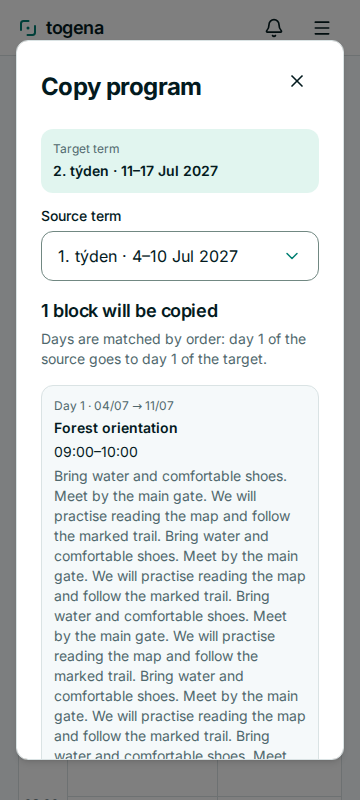 togena
Copy program
Target term
2. týden · 11–17 Jul 2027
Source term
1. týden · 4–10 Jul 2027
1 block will be copied
Days are matched by order: day 1 of the
source goes to day 1 of the target.
Day 1 · 04/07 → 11/07
Forest orientation
09:00–10:00
Bring water and comfortable shoes.
Meet by the main gate. We will
practise reading the map and follow
the marked trail. Bring water and
comfortable shoes. Meet by the main
gate. We will practise reading the map
and follow the marked trail. Bring
water and comfortable shoes. Meet
by the main gate. We will practise
reading the map and follow the
marked trail. Bring water and
comfortable shoes. Meet by the main
gate. We will practise reading the map
and follow the marked trail. Bring
water and comfortable shoes. Meet